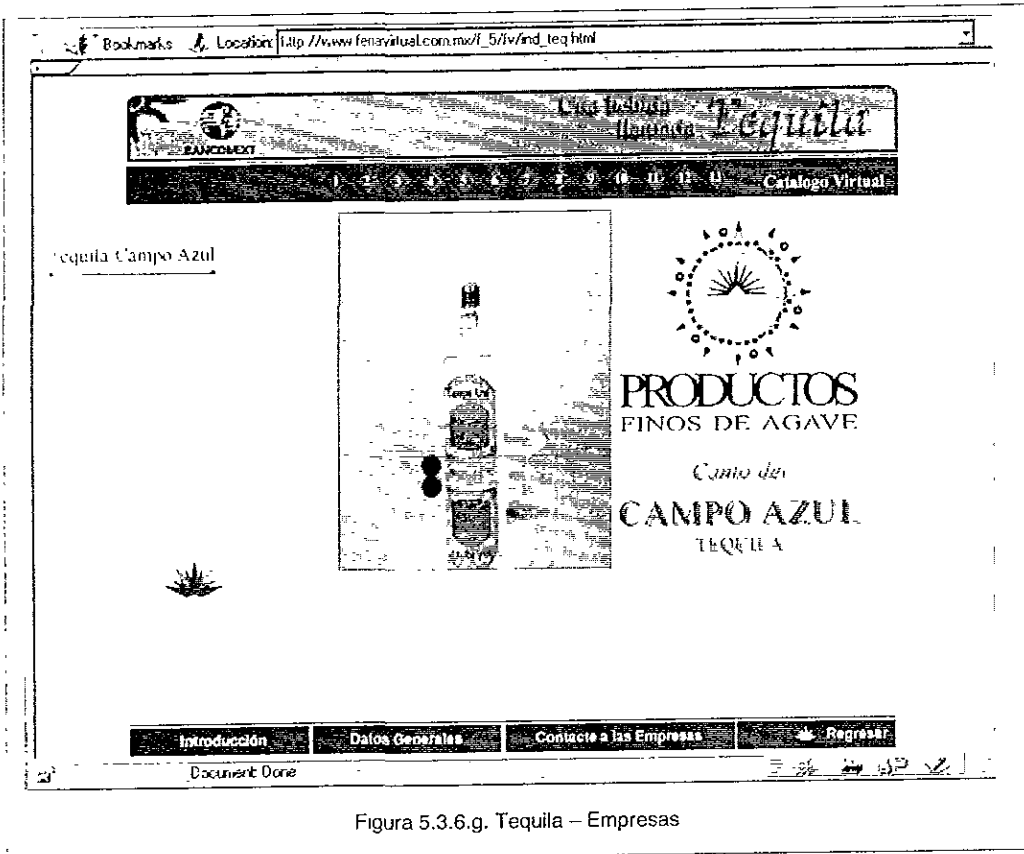 Bookmarks Location: http://www.feriavirtual.com.mx/f_5/fv/ind_teq.html
BANCOMEXT
Una Bebida
llamada Tequila
1 2 3 4 5 6 7 8 9 10 11 12 13 Catalogo Virtual
Tequila Campo Azul
PRODUCTOS
FINOS DE AGAVE
CAMPO AZUL
TEQUILA
Introducción Datos Generales Contacte a las Empresas Regresar
Document: Done
Figura 5.3.6.g. Tequila – Empresas